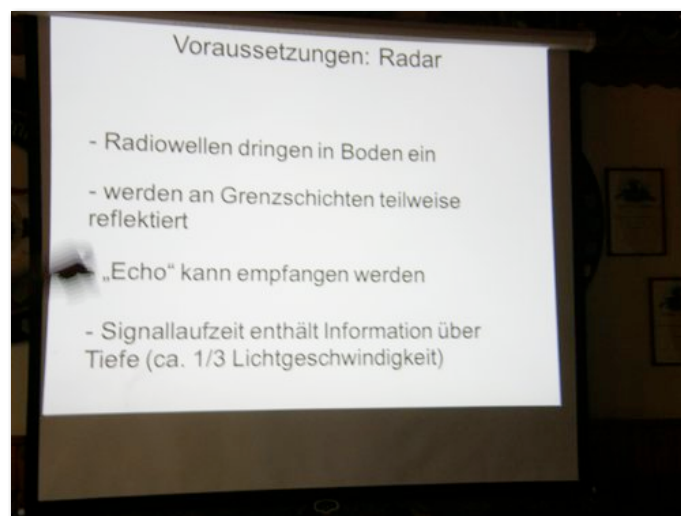 Voraussetzungen: Radar
- Radiowellen dringen in Boden ein
- werden an Grenzschichten teilweise
reflektiert
- „Echo“ kann empfangen werden
- Signallaufzeit enthält Information über
Tiefe (ca. 1/3 Lichtgeschwindigkeit)